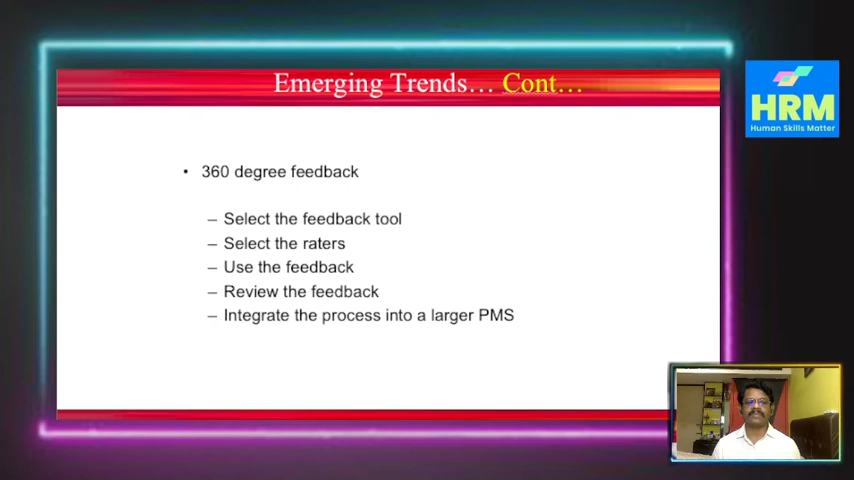 Emerging Trends… Cont…
HRM
Human Skills Matter
• 360 degree feedback
– Select the feedback tool
– Select the raters
– Use the feedback
– Review the feedback
– Integrate the process into a larger PMS